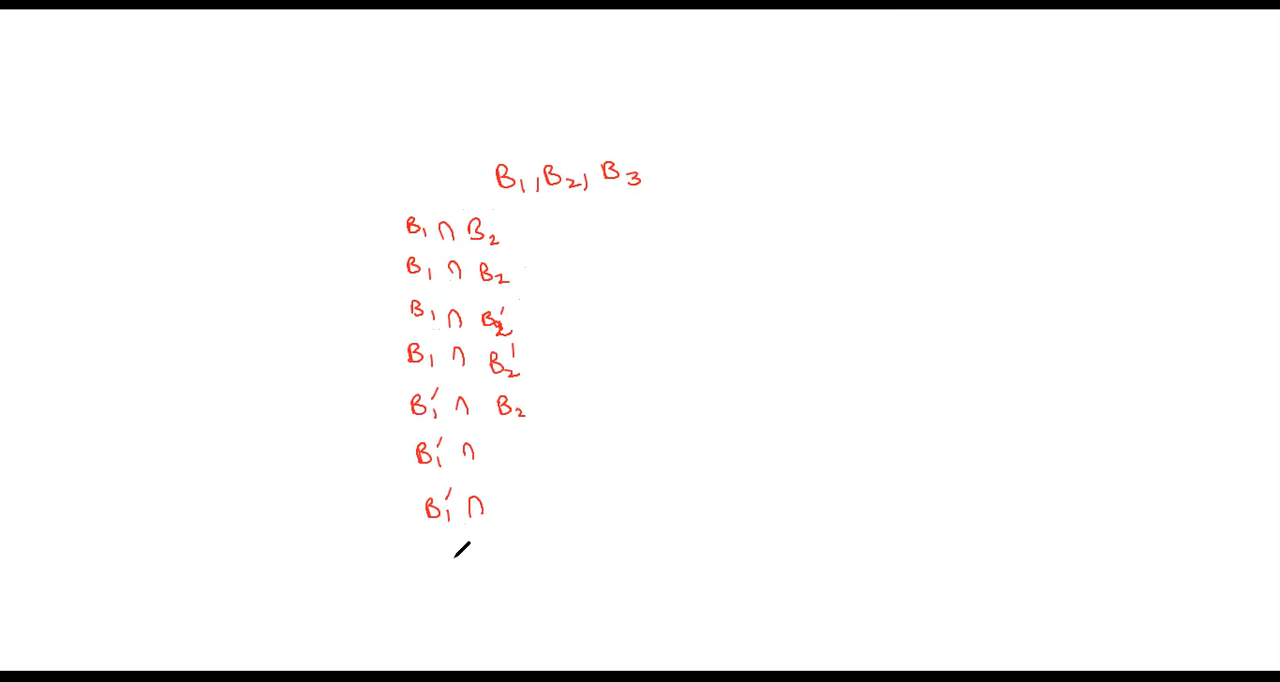 B₁, B₂, B₃
B₁ ∩ B₂
B₁ ∩ B₂
B₁ ∩ B₂'
B₁ ∩ B₂'
B₁' ∩ B₂
B₁' ∩
B₁' ∩